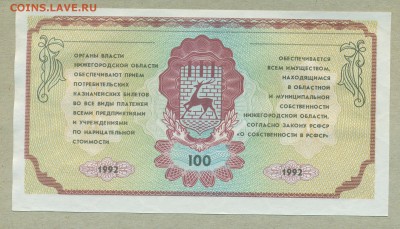 COINS.LAVE.RU
ОРГАНЫ ВЛАСТИ
НИЖЕГОРОДСКОЙ ОБЛАСТИ
ОБЕСПЕЧИВАЮТ ПРИЕМ
ПОТРЕБИТЕЛЬСКИХ
КАЗНАЧЕЙСКИХ БИЛЕТОВ
ВО ВСЕ ВИДЫ ПЛАТЕЖЕЙ
ВСЕМИ ПРЕДПРИЯТИЯМИ
И УЧРЕЖДЕНИЯМИ
ПО НАРИЦАТЕЛЬНОЙ
СТОИМОСТИ
ОБЕСПЕЧИВАЕТСЯ
ВСЕМ ИМУЩЕСТВОМ,
НАХОДЯЩИМСЯ
В ОБЛАСТНОЙ
И МУНИЦИПАЛЬНОЙ
СОБСТВЕННОСТИ
НИЖЕГОРОДСКОЙ ОБЛАСТИ,
СОГЛАСНО ЗАКОНУ РСФСР
"О СОБСТВЕННОСТИ В РСФСР"
100
1992
1992